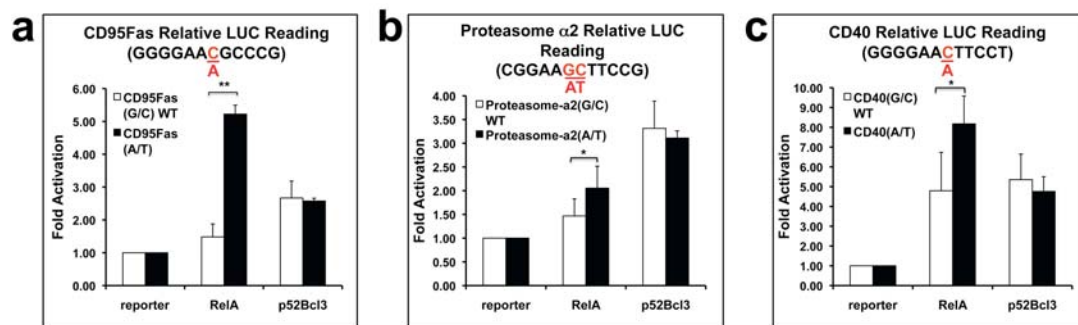 a
CD95Fas Relative LUC Reading
(GGGGAACGCCCG)
A
CD95Fas
(G/C) WT
CD95Fas
(A/T)
**
Fold Activation
6.00
5.00
4.00
3.00
2.00
1.00
0.00
reporter
RelA
p52Bcl3
b
Proteasome α2 Relative LUC
Reading
(CGGAAGCTTCCG)
AT
Proteasome-a2(G/C)
WT
Proteasome-a2(A/T)
*
Fold Activation
4.00
3.50
3.00
2.50
2.00
1.50
1.00
0.50
0.00
reporter
RelA
p52Bcl3
c
CD40 Relative LUC Reading
(GGGGAACTTCCT)
A
CD40(G/C)
WT
CD40(A/T)
*
Fold Activation
10.00
9.00
8.00
7.00
6.00
5.00
4.00
3.00
2.00
1.00
0.00
reporter
RelA
p52Bcl3